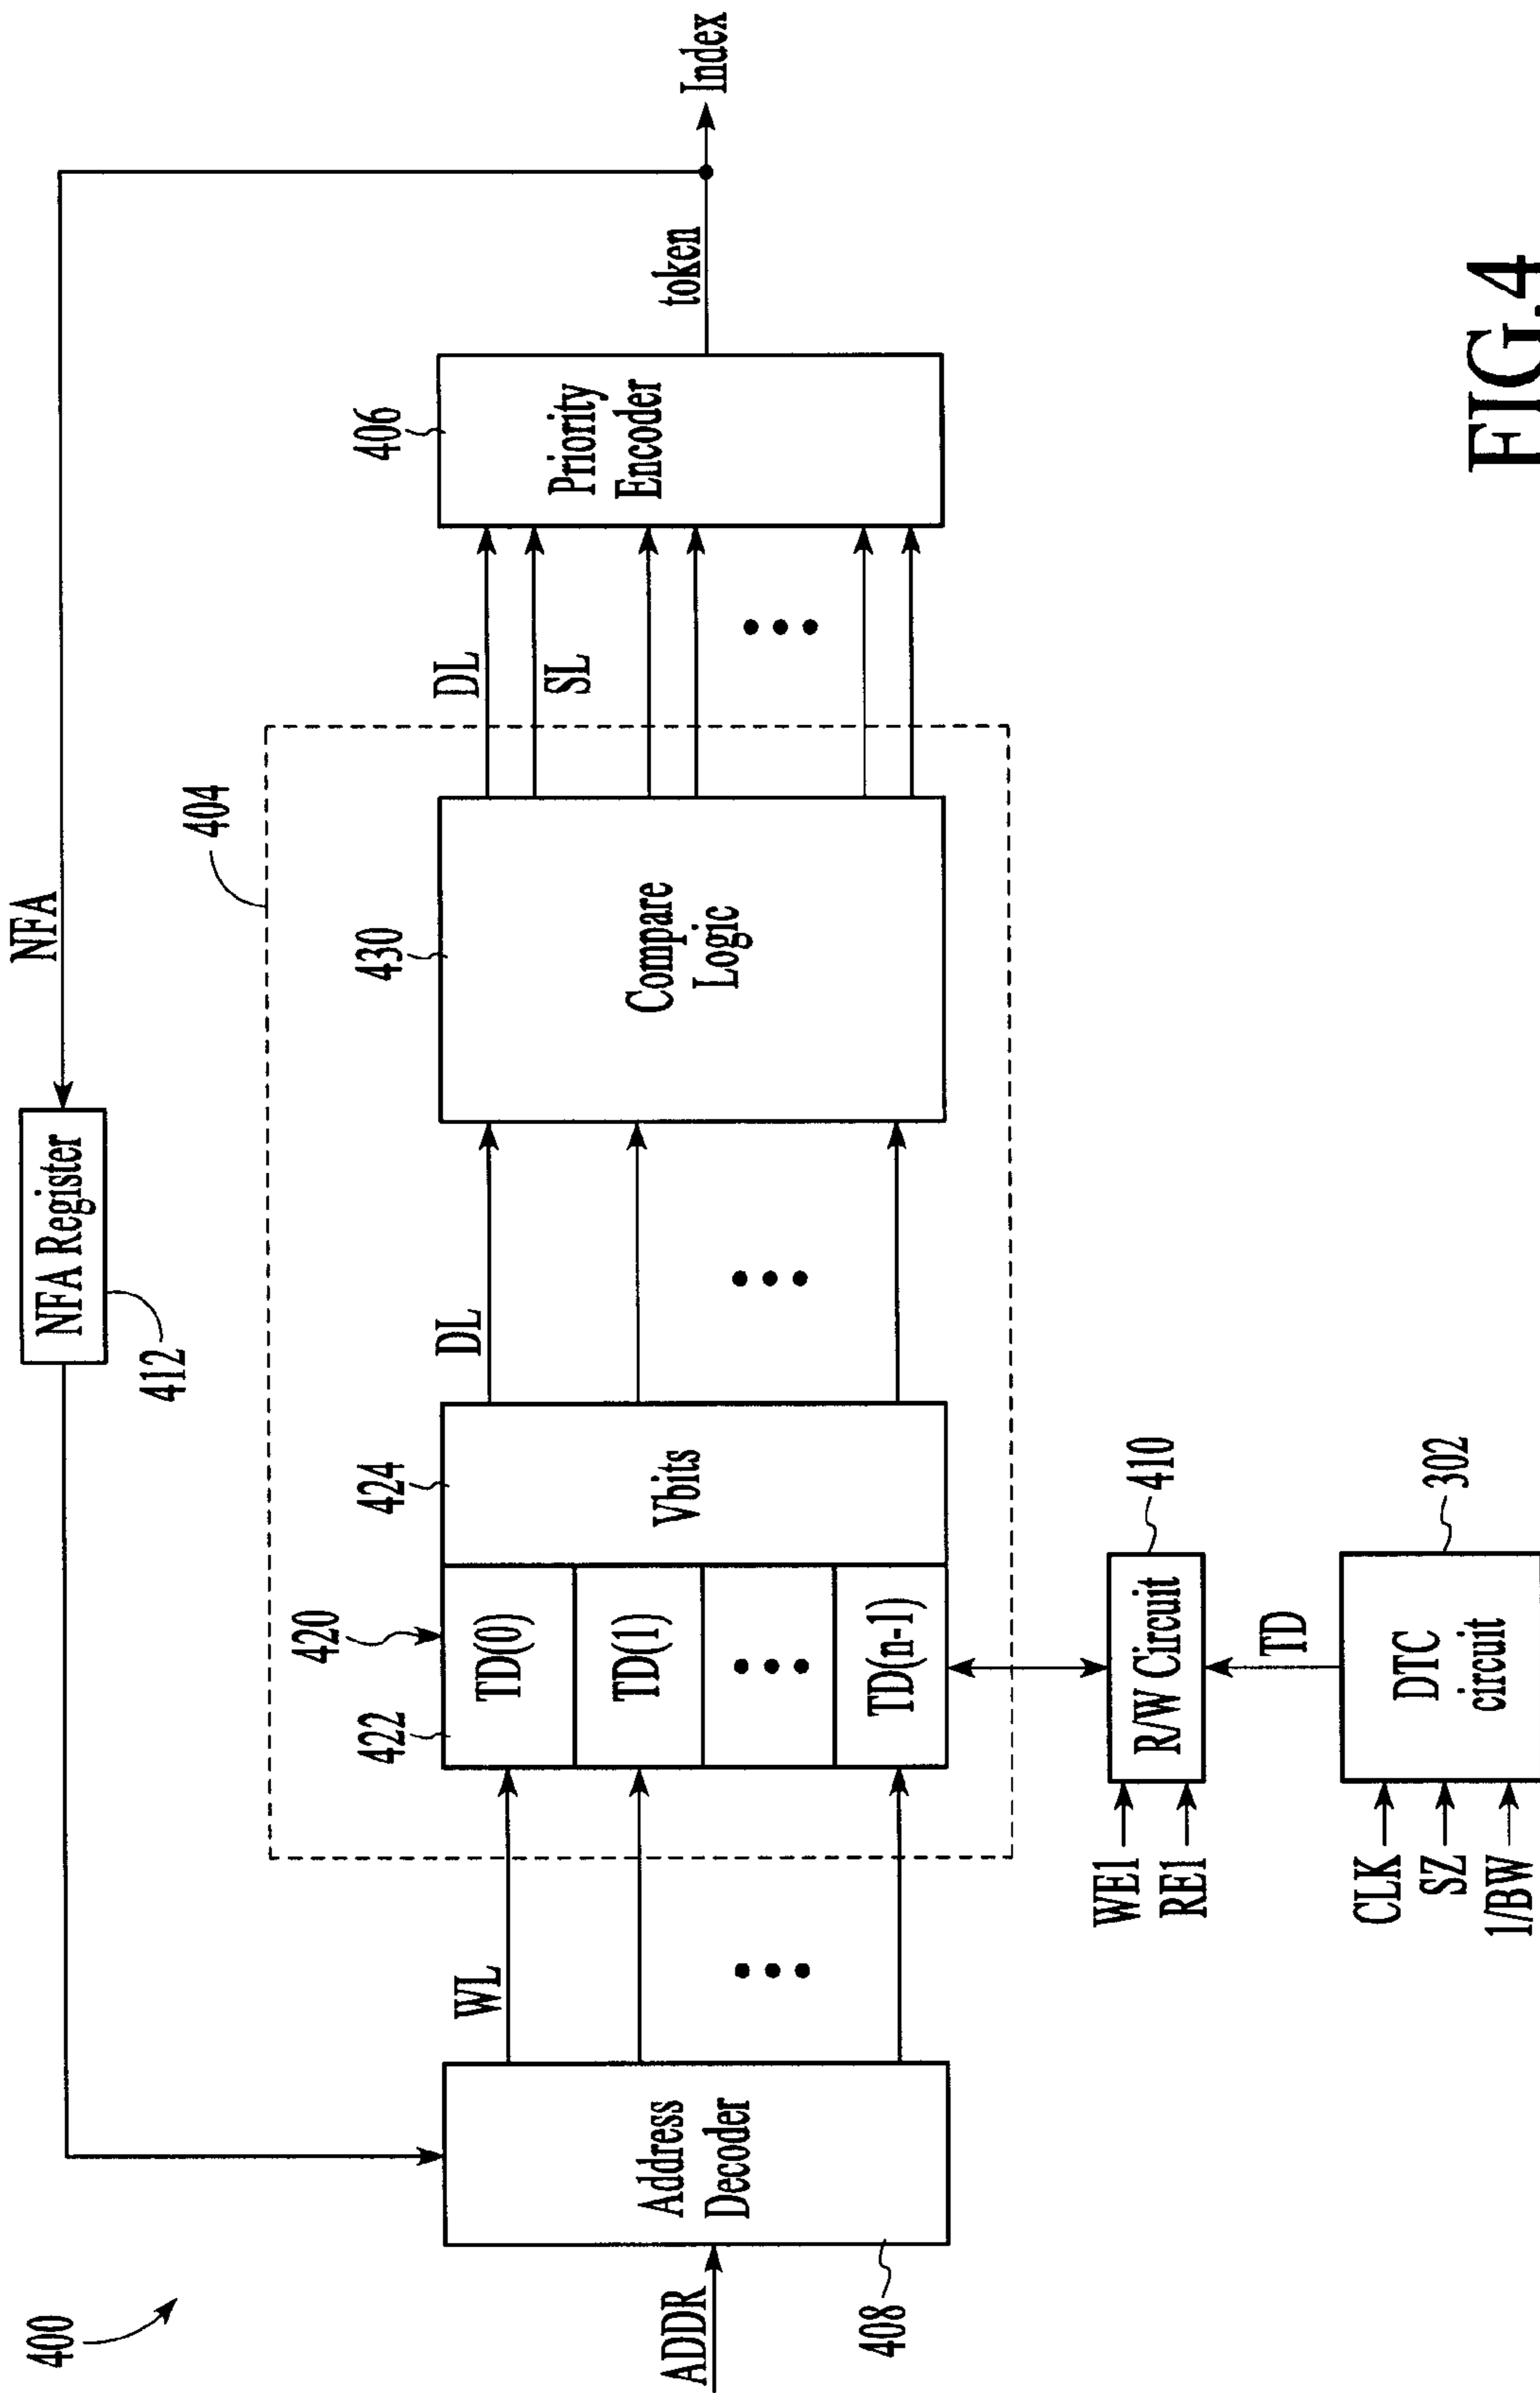 400
NFA Register
412
NFA
404
ADDR
Address
Decoder
408
WL
420
422
TD(0)
TD(1)
TD(n-1)
424
Vbits
DL
430
Compare
Logic
DL
SL
406
Priority
Encoder
token
Index
WE1
RE1
R/W Circuit
410
TD
CLK
SZ
1/BW
DTC
circuit
302
FIG.4